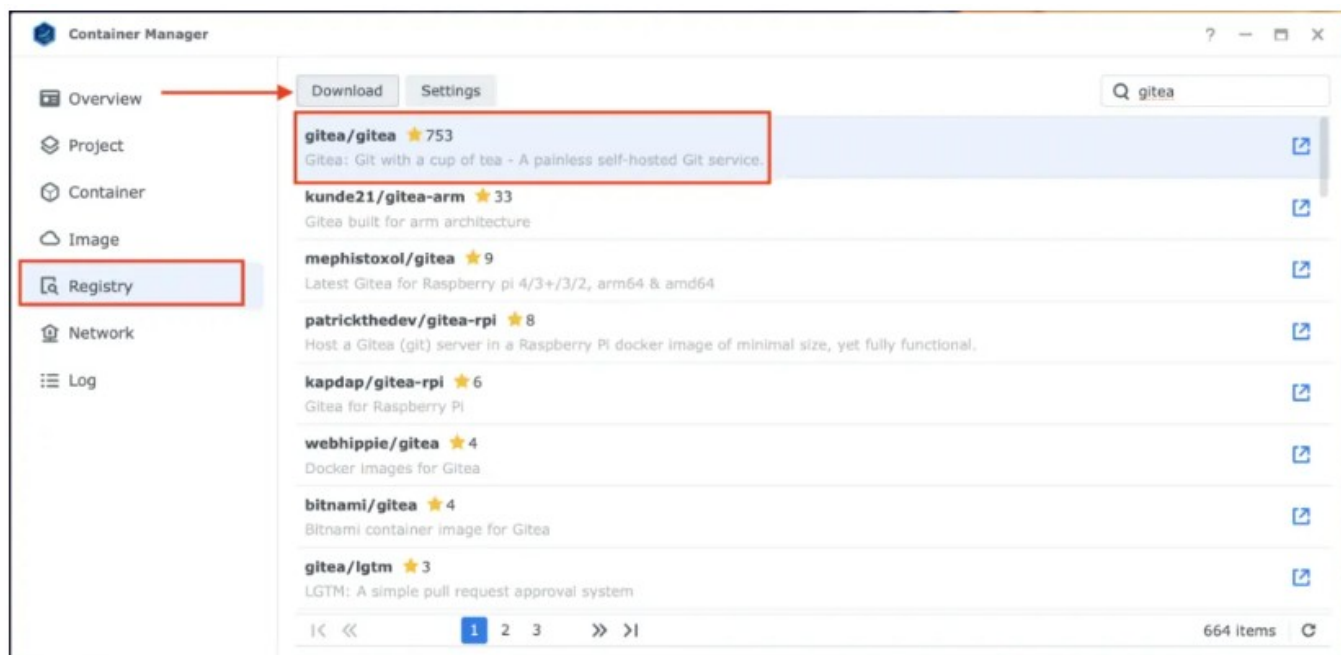 Container Manager
?
Overview
Project
Container
Image
Registry
Network
Log
Download Settings
gitea
gitea/gitea 753
Gitea: Git with a cup of tea - A painless self-hosted Git service.
kunde21/gitea-arm 33
Gitea built for arm architecture
mephistoxol/gitea 9
Latest Gitea for Raspberry pi 4/3+/3/2, arm64 & amd64
patrickthedev/gitea-rpi 8
Host a Gitea (git) server in a Raspberry Pi docker image of minimal size, yet fully functional.
kapdap/gitea-rpi 6
Gitea for Raspberry Pi
webhippie/gitea 4
Docker images for Gitea
bitnami/gitea 4
Bitnami container image for Gitea
gitea/lgtm 3
LGTM: A simple pull request approval system
1 2 3
664 items